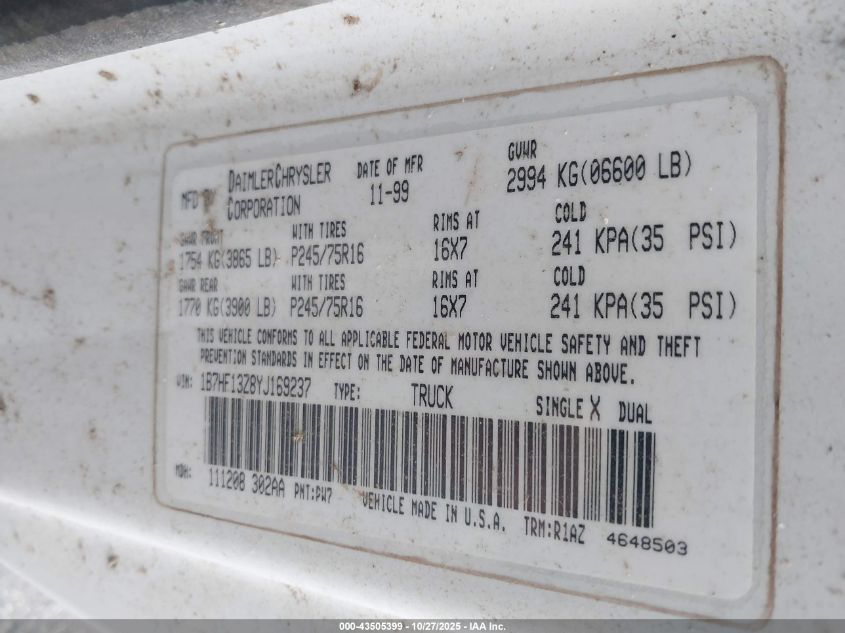 MFD BY DAIMLERCHRYSLER CORPORATION DATE OF MFR 11-99 GVWR 2994 KG(06600 LB)
GAWR FRONT WITH TIRES RIMS AT COLD
1754 KG(3865 LB) P245/75R16 16X7 241 KPA(35 PSI)
GAWR REAR WITH TIRES RIMS AT COLD
1770 KG(3900 LB) P245/75R16 16X7 241 KPA(35 PSI)
THIS VEHICLE CONFORMS TO ALL APPLICABLE FEDERAL MOTOR VEHICLE SAFETY AND THEFT
PREVENTION STANDARDS IN EFFECT ON THE DATE OF MANUFACTURE SHOWN ABOVE.
VIN: 1B7HF13Z8YJ169237 TYPE: TRUCK SINGLE X DUAL
MDH: 111208 302AA PNT:PW7 VEHICLE MADE IN U.S.A. TRM:R1AZ 4648503
000-43505399 | 10/27/2025 - IAA Inc.